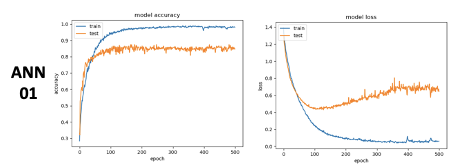 ANN
01
model accuracy
train
test
accuracy
1.0
0.9
0.8
0.7
0.6
0.5
0.4
0.3
0
100
200
300
400
500
epoch
model loss
train
test
loss
1.4
1.2
1.0
0.8
0.6
0.4
0.2
0.0
0
100
200
300
400
500
epoch